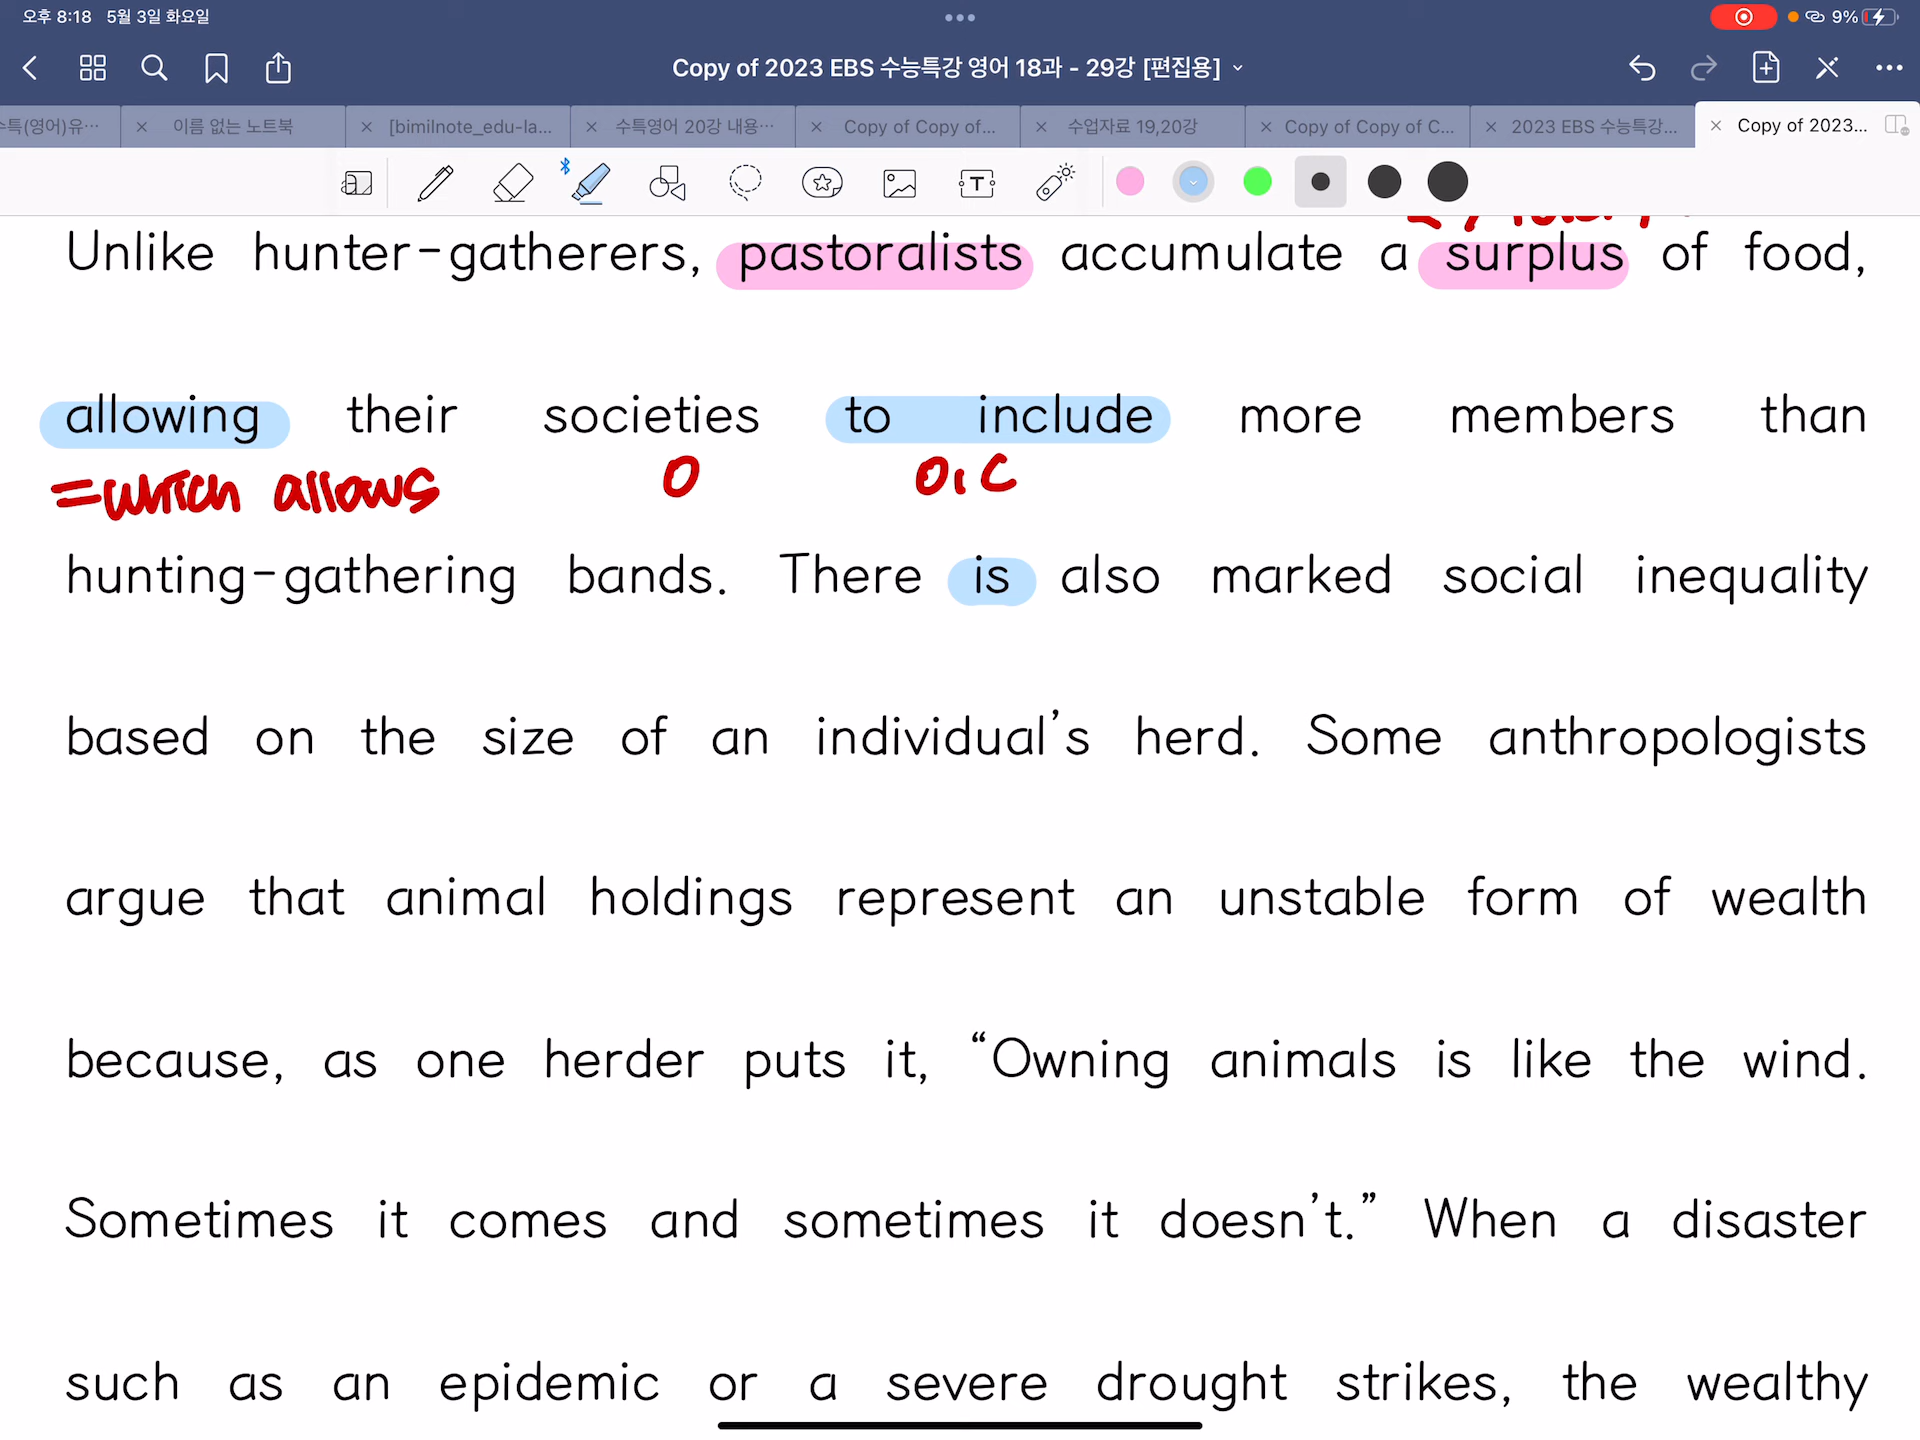 오후 8:18 5월 3일 화요일
9%
Copy of 2023 EBS 수능특강 영어 18과 - 29강 [편집용]
수특(영어)유… 이름 없는 노트북 [bimilnote_edu-la... 수특영어 20강 내용… Copy of Copy of... 수업자료 19,20강 Copy of Copy of C... 2023 EBS 수능특강... Copy of 2023...
Unlike hunter-gatherers, pastoralists accumulate a surplus of food,
allowing their societies to include more members than
=which allows O O.C
hunting-gathering bands. There is also marked social inequality
based on the size of an individual's herd. Some anthropologists
argue that animal holdings represent an unstable form of wealth
because, as one herder puts it, “Owning animals is like the wind.
Sometimes it comes and sometimes it doesn't.” When a disaster
such as an epidemic or a severe drought strikes, the wealthy